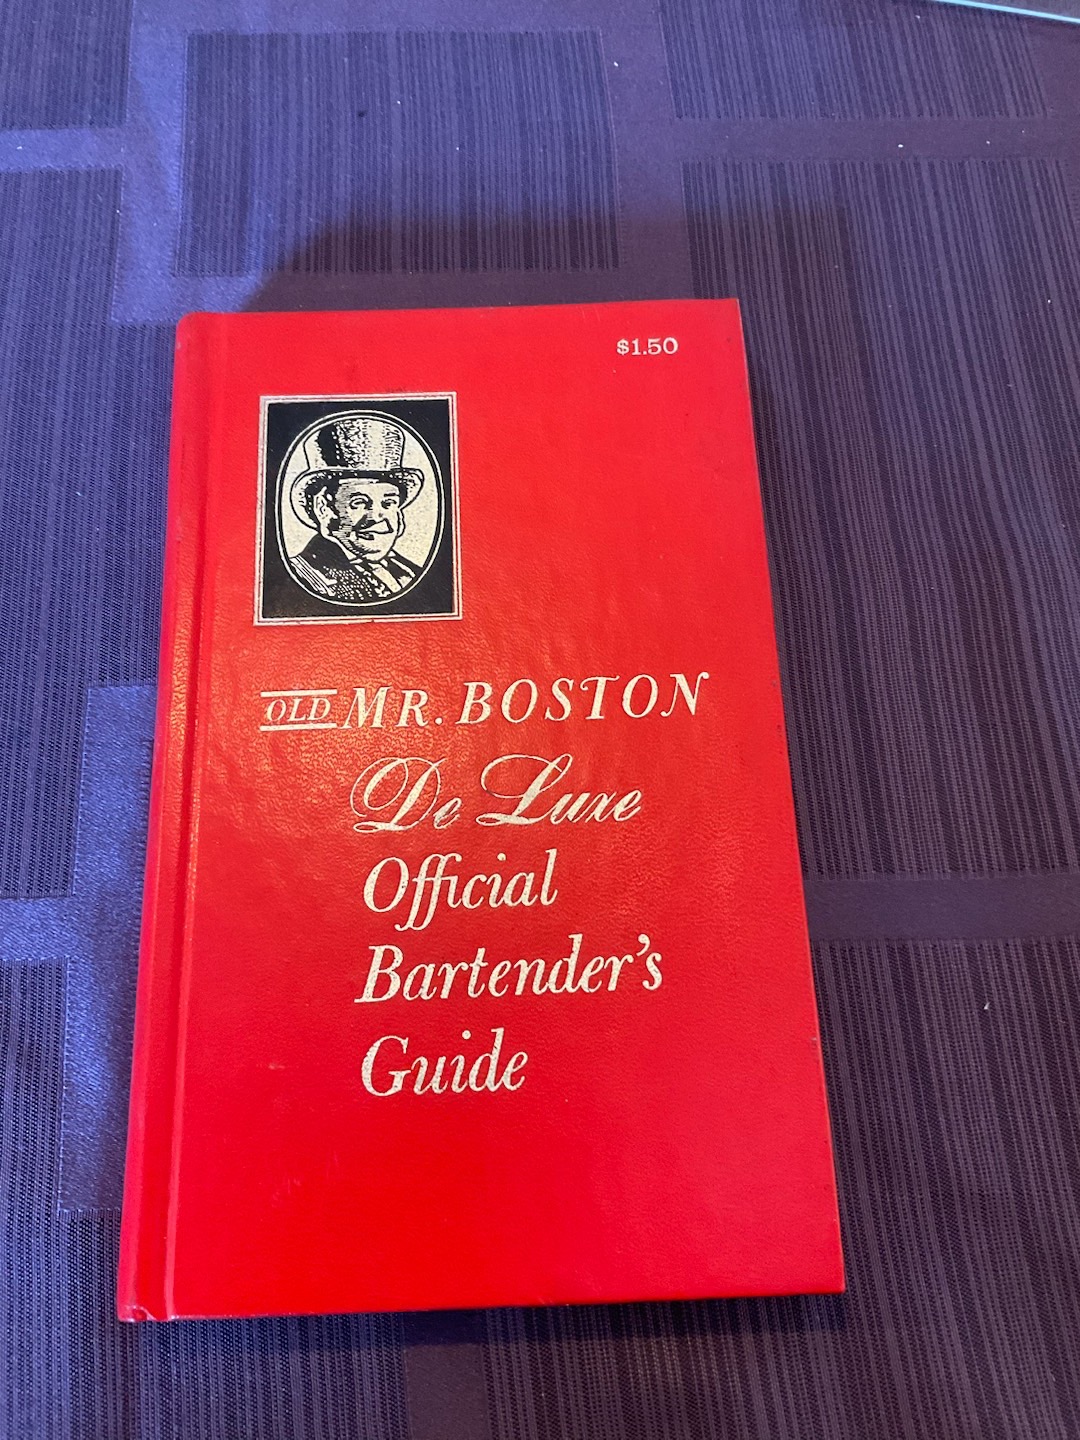 $1.50
OLD MR. BOSTON
De Luxe
Official
Bartender's
Guide